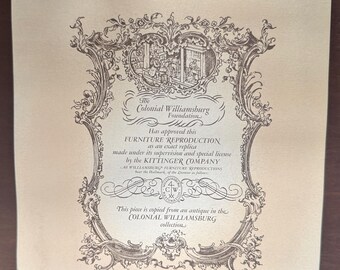 The
Colonial Williamsburg
Foundation
Has approved this
FURNITURE REPRODUCTION
as an exact replica
made under its supervision and special license
by the KITTINGER COMPANY
This piece is copied from an antique in the
COLONIAL WILLIAMSBURG
collection.